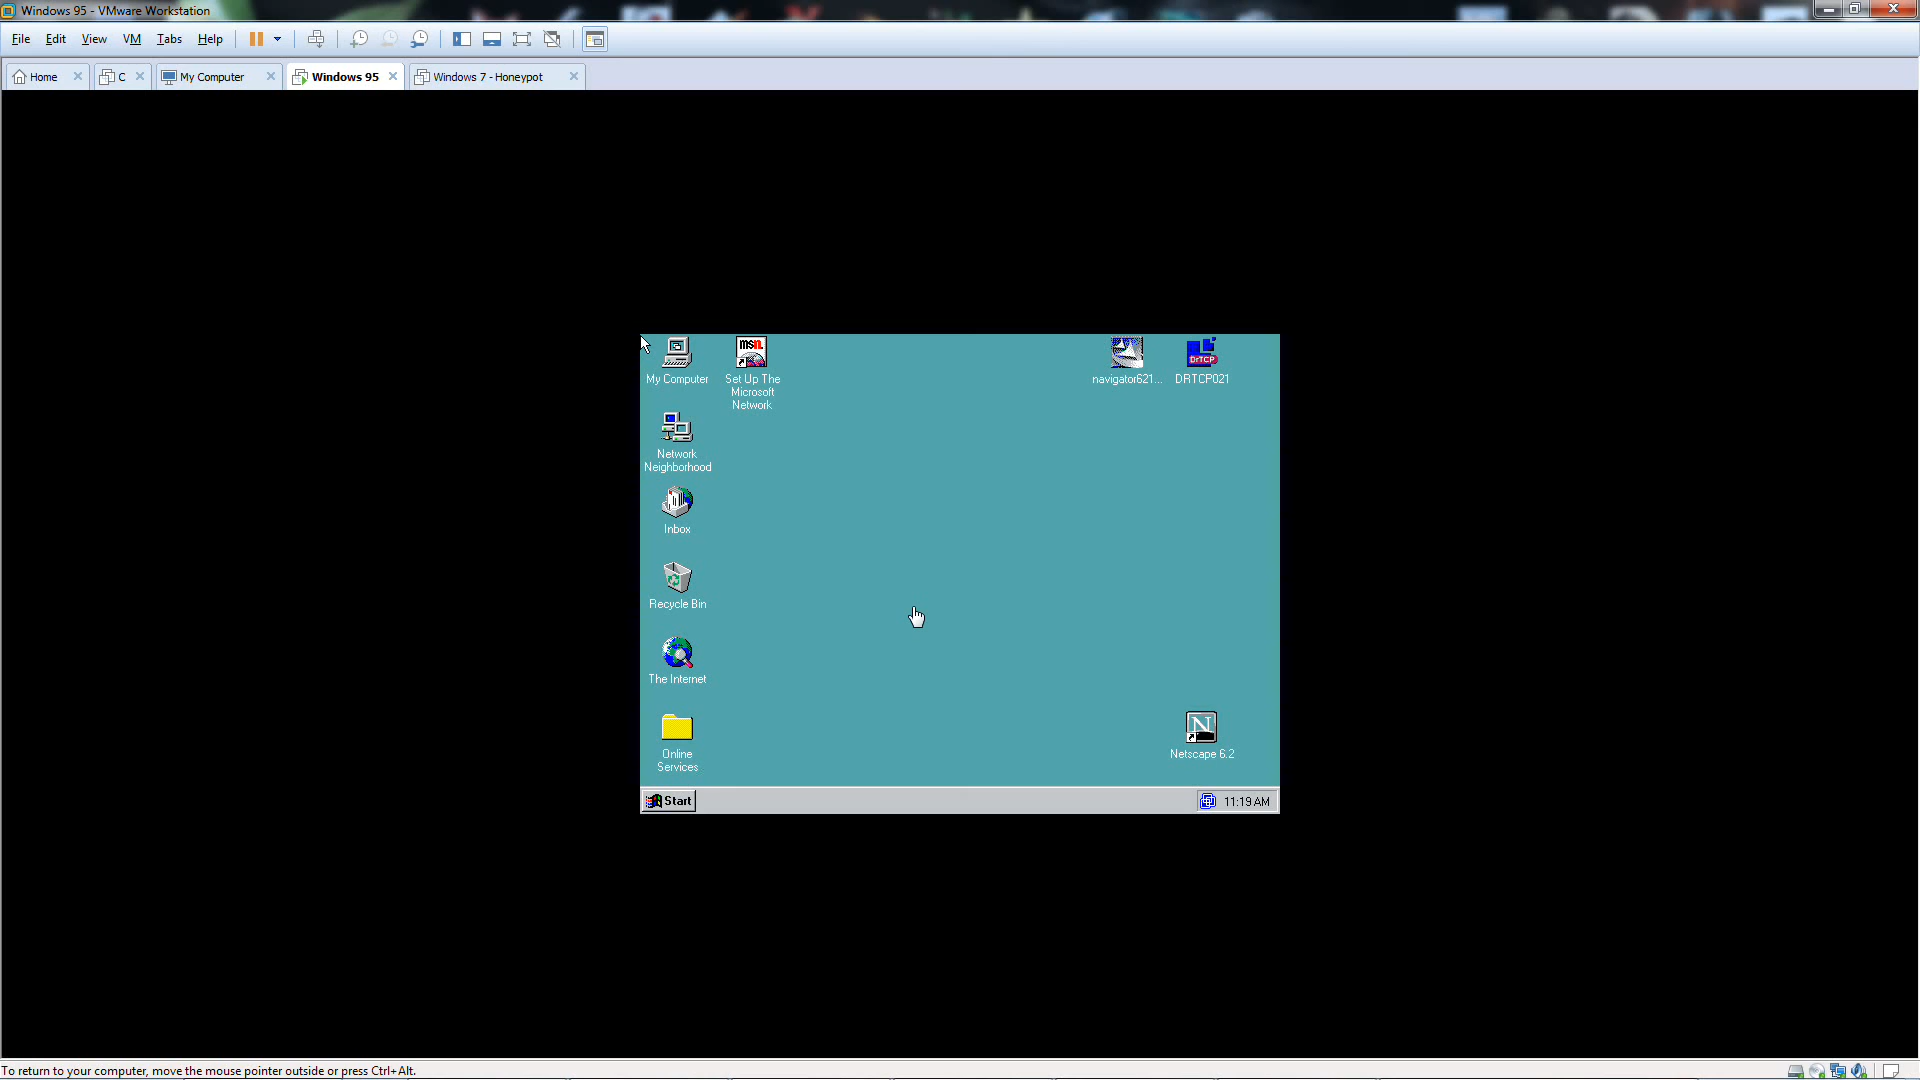 Windows 95 - VMware Workstation
File Edit View VM Tabs Help
Home C My Computer Windows 95 Windows 7 - Honeypot
msn.
DrTCP
My Computer
Set Up The
Microsoft
Network
navigator621...
DRTCP021
Network
Neighborhood
Inbox
Recycle Bin
The Internet
N
Online
Services
Netscape 6.2
Start
11:19 AM
To return to your computer, move the mouse pointer outside or press Ctrl+Alt.